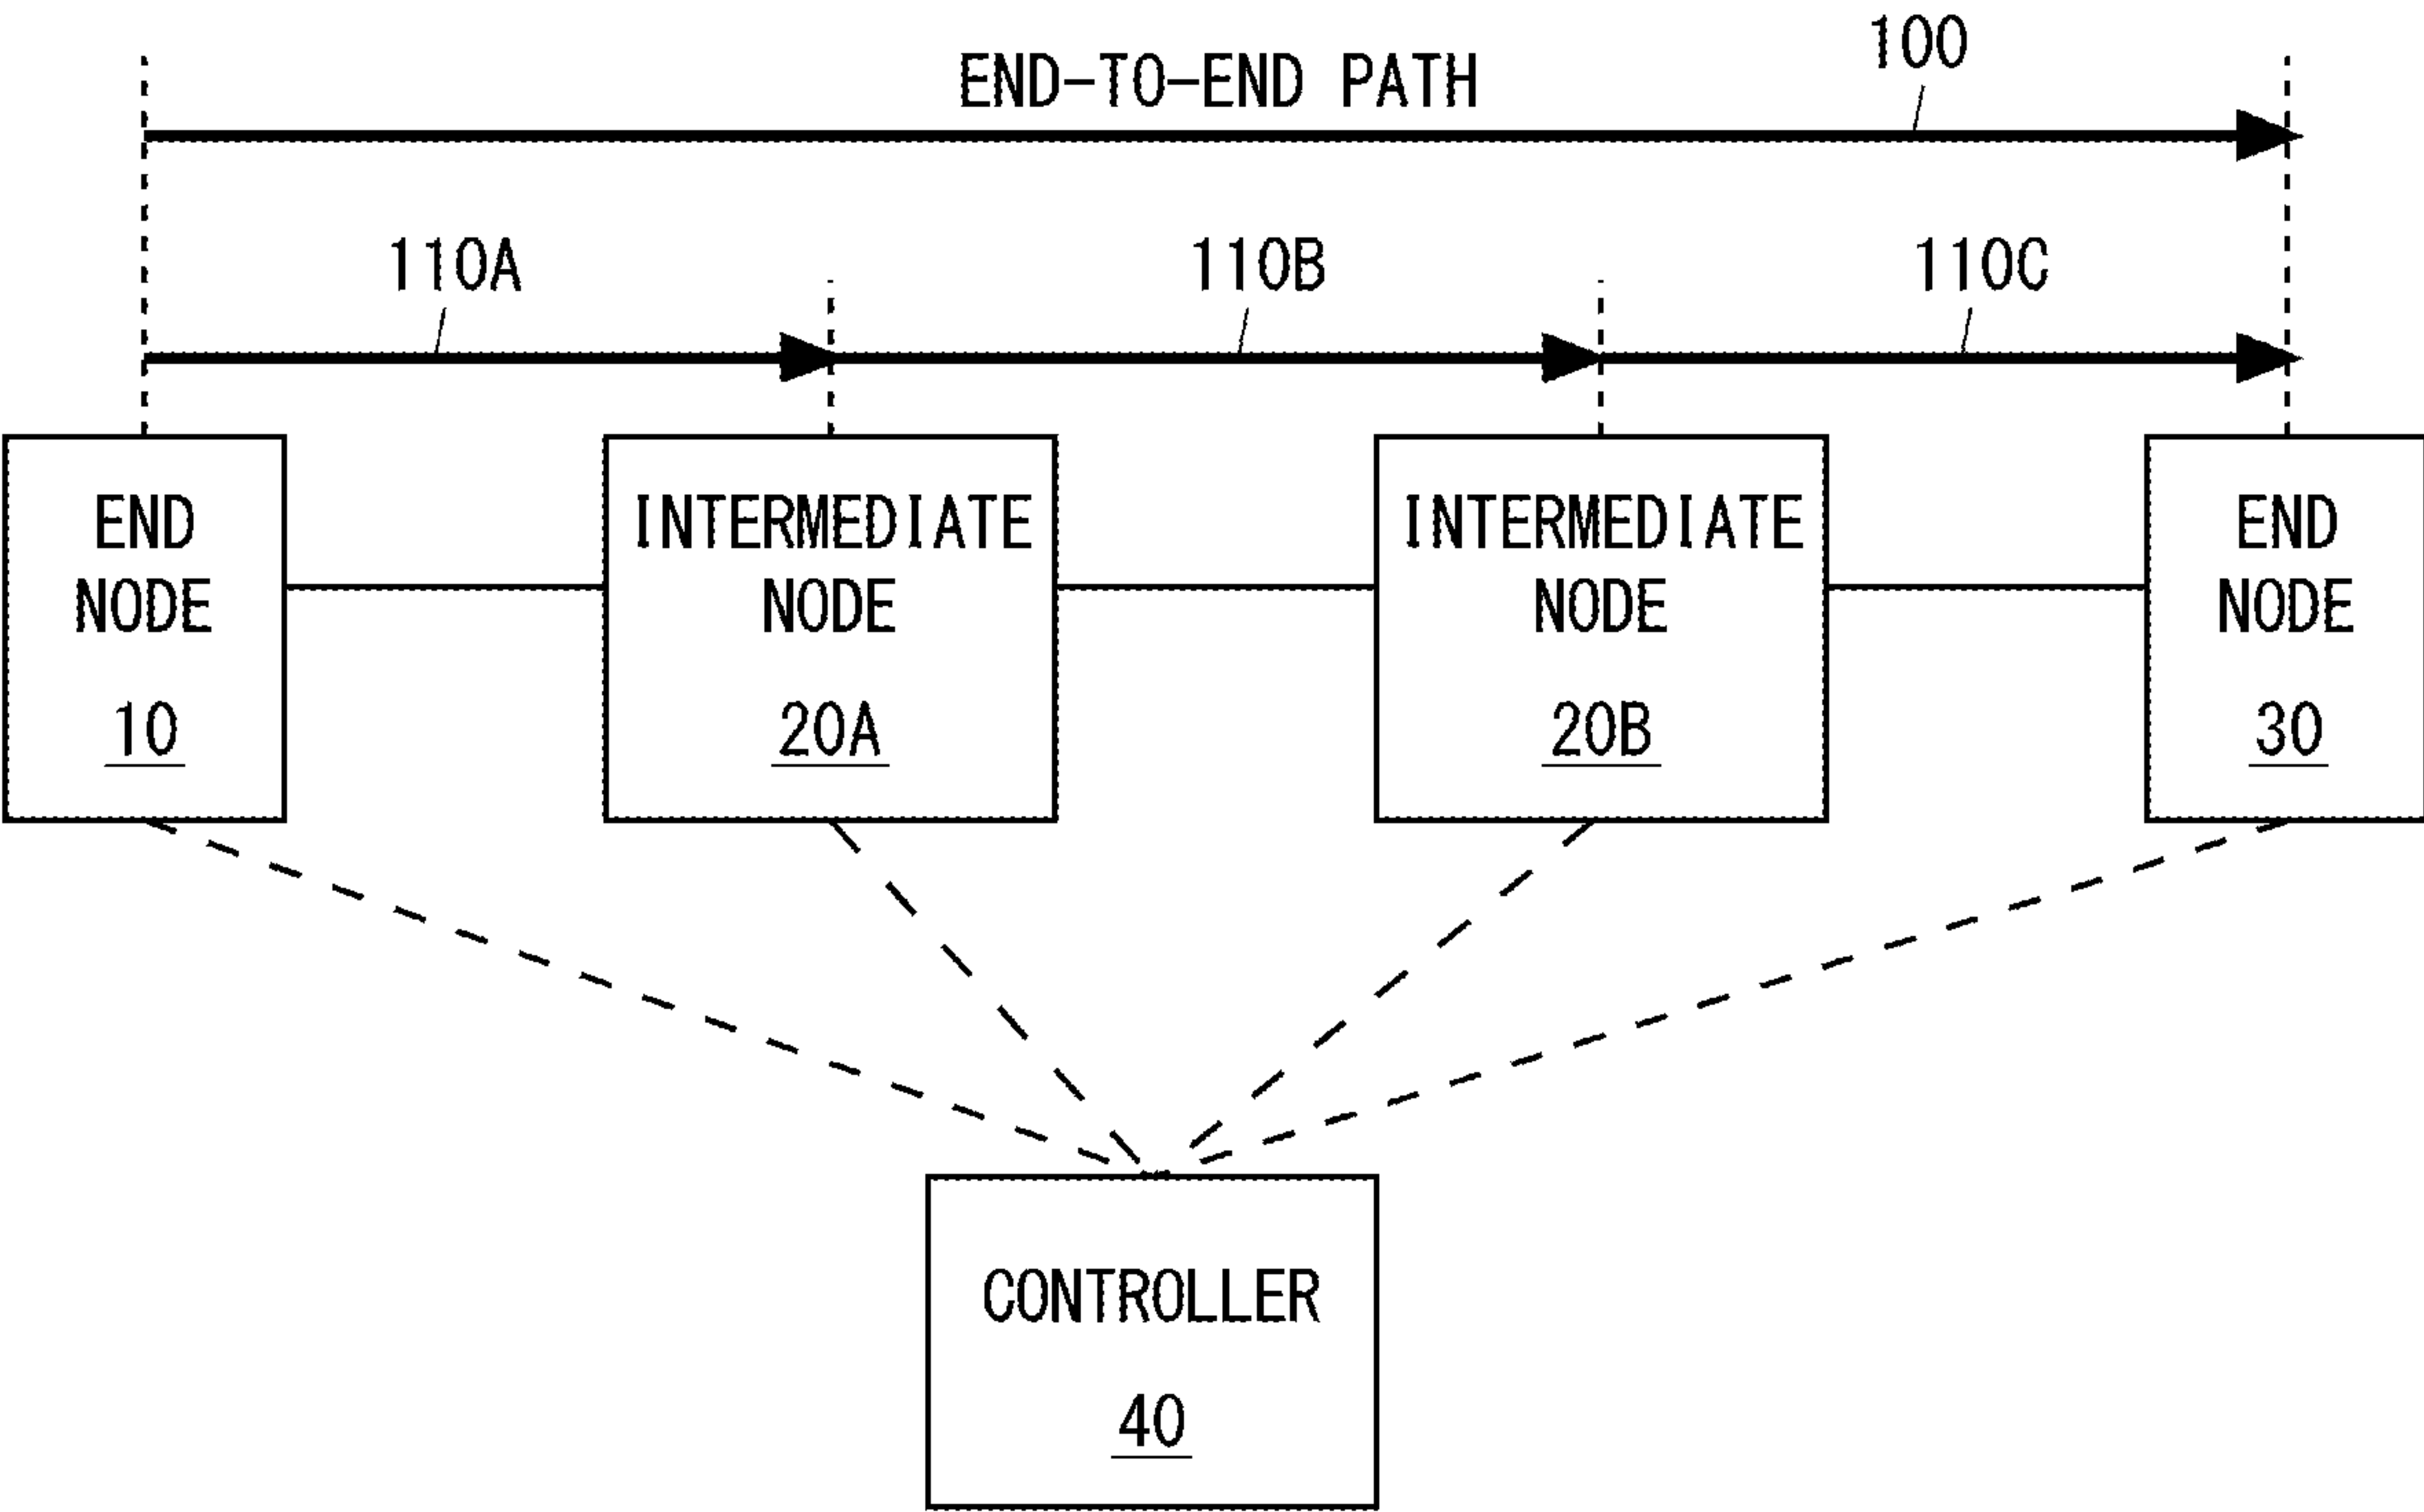 100
END-TO-END PATH
110A
110B
110C
END
NODE
10
INTERMEDIATE
NODE
20A
INTERMEDIATE
NODE
20B
END
NODE
30
CONTROLLER
40